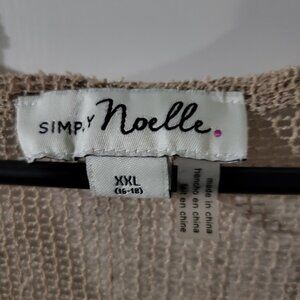 SIMPLY Noelle.
XXL
(16-18)
made in china
hecho en china